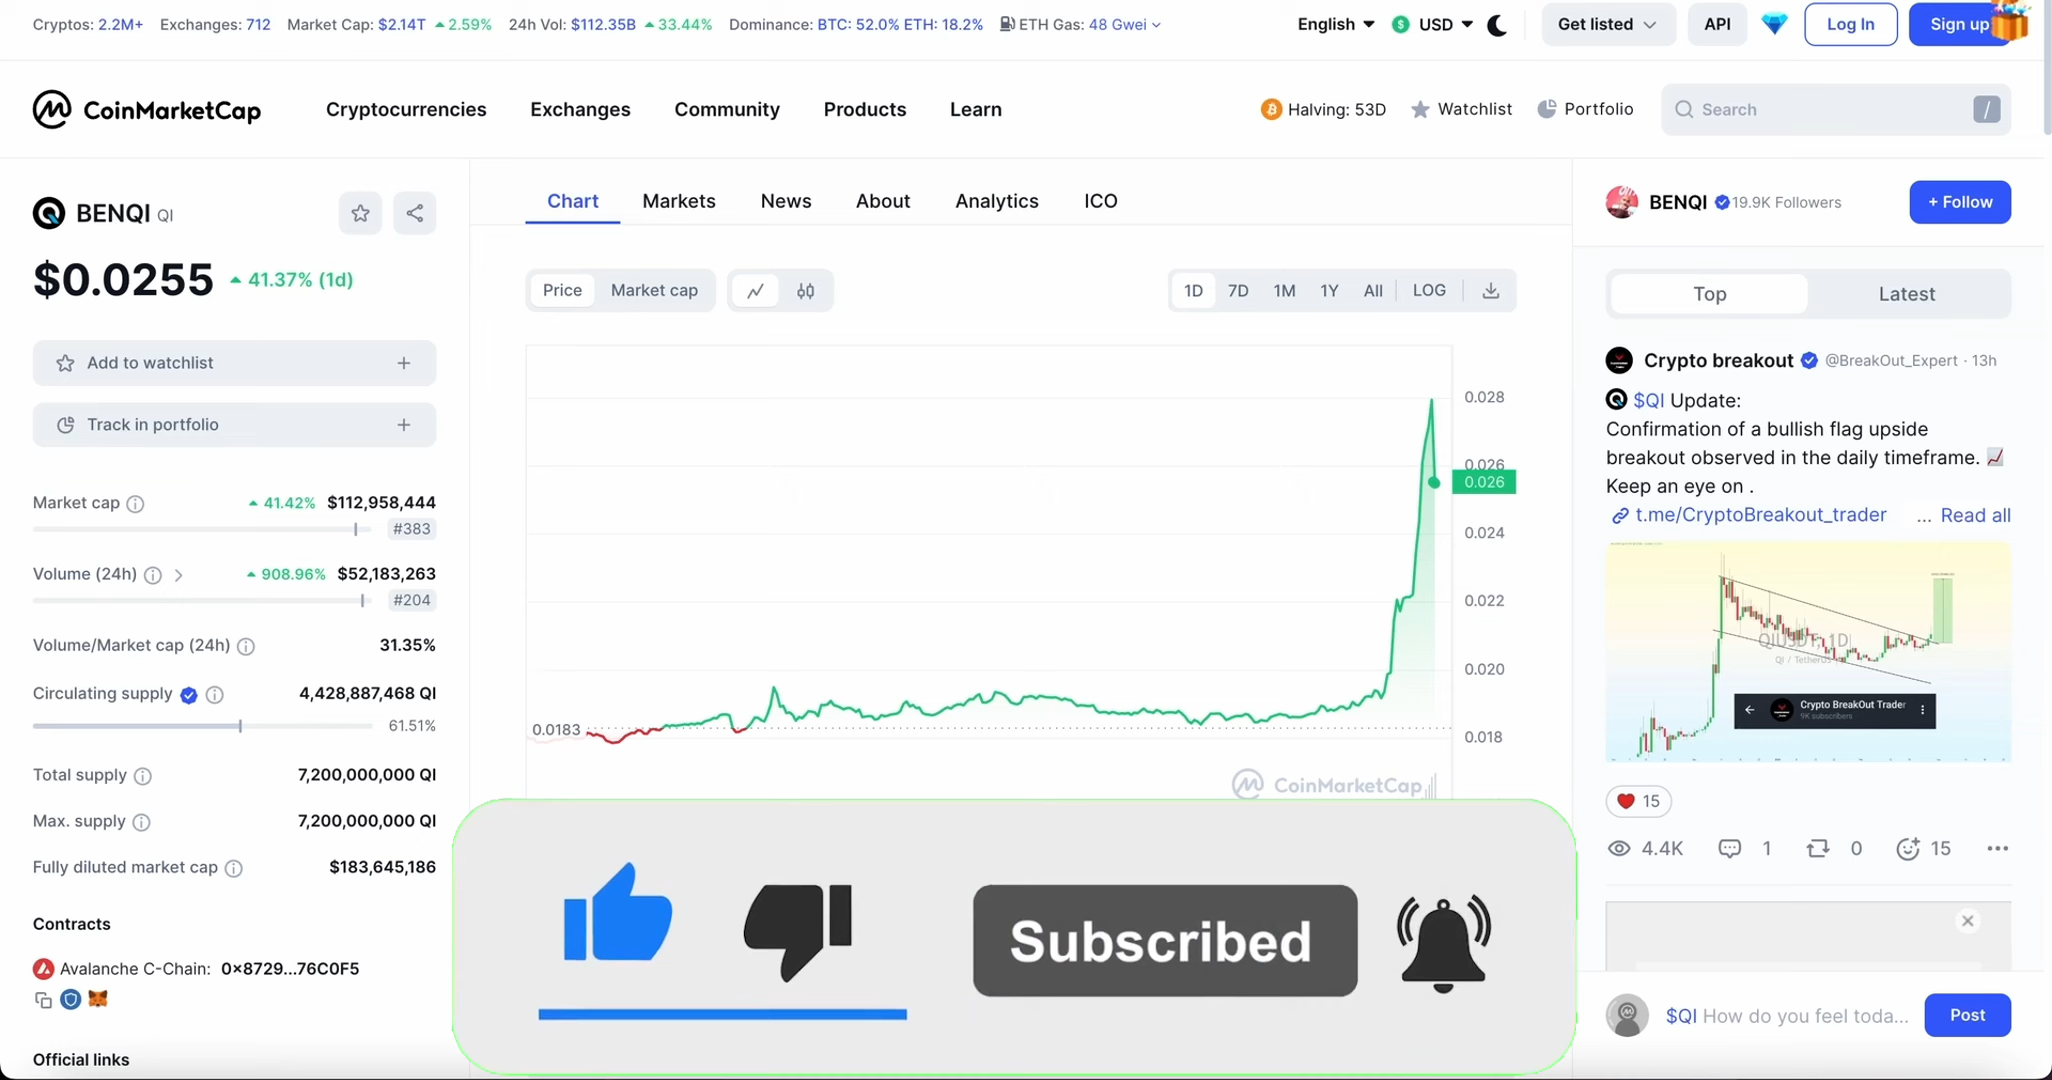 Cryptos: 2.2M+ Exchanges: 712 Market Cap: $2.14T 2.59% 24h Vol: $112.35B 33.44% Dominance: BTC: 52.0% ETH: 18.2% ETH Gas: 48 Gwei
English USD Get listed API Log In Sign up
CoinMarketCap Cryptocurrencies Exchanges Community Products Learn
Halving: 53D Watchlist Portfolio Search /
BENQI QI
$0.0255 41.37% (1d)
Add to watchlist +
Track in portfolio +
Market cap 41.42% $112,958,444
#383
Volume (24h) 908.96% $52,183,263
#204
Volume/Market cap (24h) 31.35%
Circulating supply 4,428,887,468 QI
61.51%
Total supply 7,200,000,000 QI
Max. supply 7,200,000,000 QI
Fully diluted market cap $183,645,186
Contracts
Avalanche C-Chain: 0x8729...76C0F5
Official links
Chart Markets News About Analytics ICO
Price Market cap
1D 7D 1M 1Y All LOG
0.028
0.026
0.026
0.024
0.022
0.020
0.0183
0.018
CoinMarketCap
Subscribed
BENQI 19.9K Followers + Follow
Top Latest
Crypto breakout @BreakOut_Expert · 13h
$QI Update:
Confirmation of a bullish flag upside
breakout observed in the daily timeframe.
Keep an eye on .
t.me/CryptoBreakout_trader ... Read all
QIUSDT, 1D
QI / TetherUS
Crypto BreakOut Trader
9K subscribers
15
4.4K 1 0 15
$QI How do you feel toda... Post